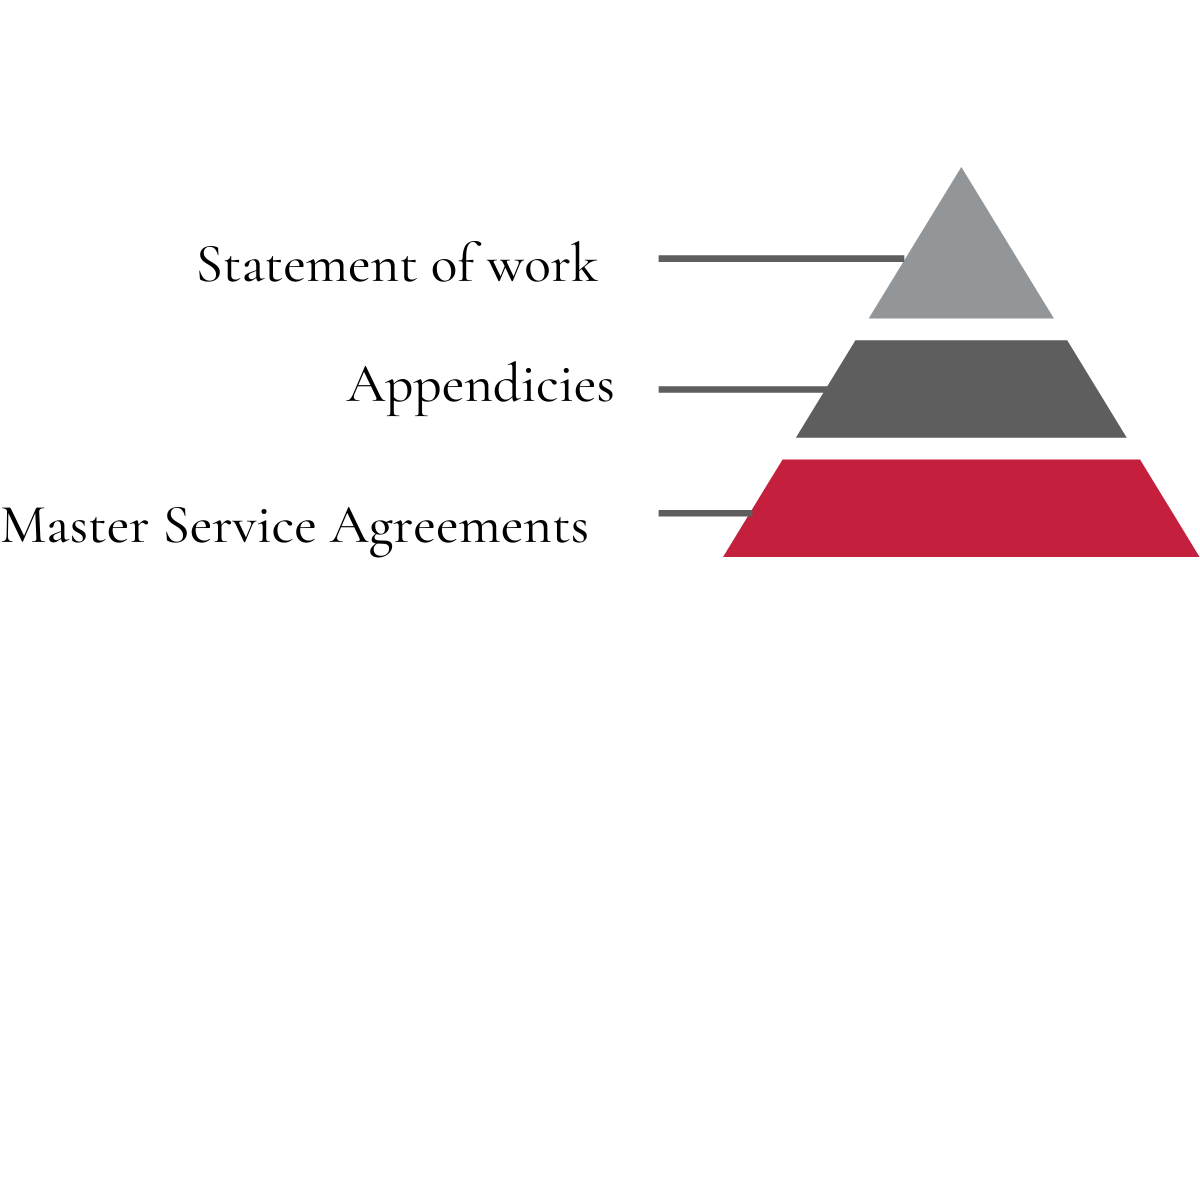 Statement of work
Appendicies
Master Service Agreements